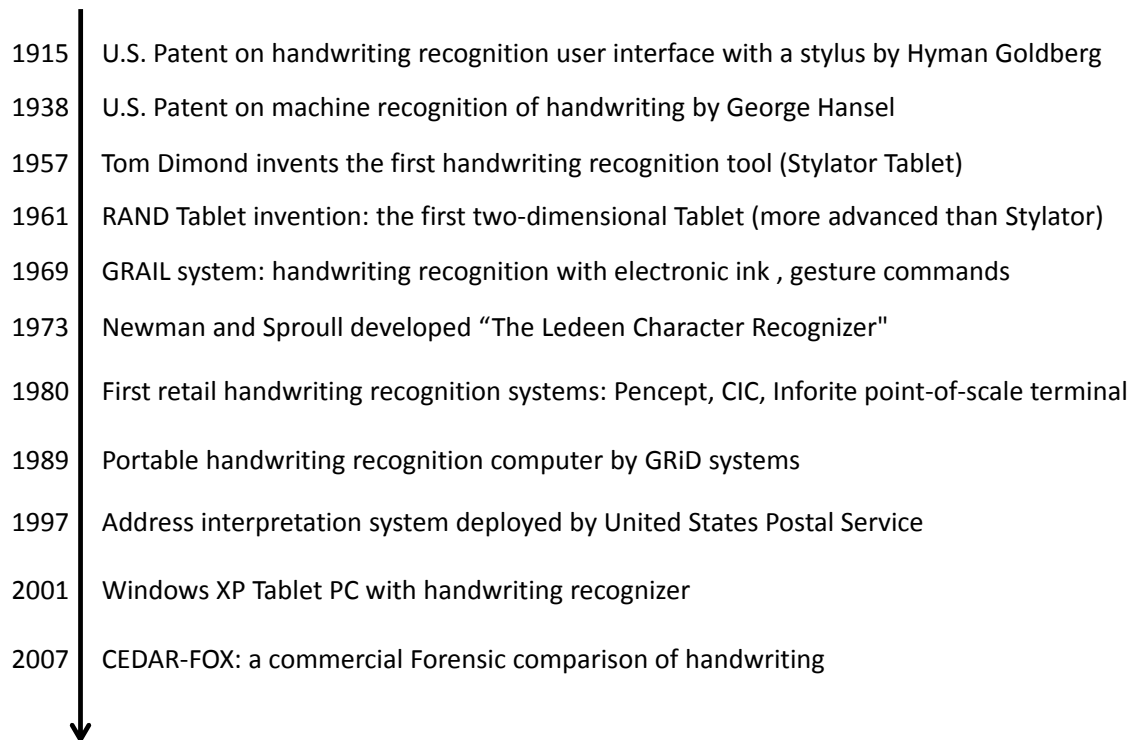 1915 U.S. Patent on handwriting recognition user interface with a stylus by Hyman Goldberg
1938 U.S. Patent on machine recognition of handwriting by George Hansel
1957 Tom Dimond invents the first handwriting recognition tool (Stylator Tablet)
1961 RAND Tablet invention: the first two-dimensional Tablet (more advanced than Stylator)
1969 GRAIL system: handwriting recognition with electronic ink , gesture commands
1973 Newman and Sproull developed “The Ledeen Character Recognizer"
1980 First retail handwriting recognition systems: Pencept, CIC, Inforite point-of-scale terminal
1989 Portable handwriting recognition computer by GRiD systems
1997 Address interpretation system deployed by United States Postal Service
2001 Windows XP Tablet PC with handwriting recognizer
2007 CEDAR-FOX: a commercial Forensic comparison of handwriting